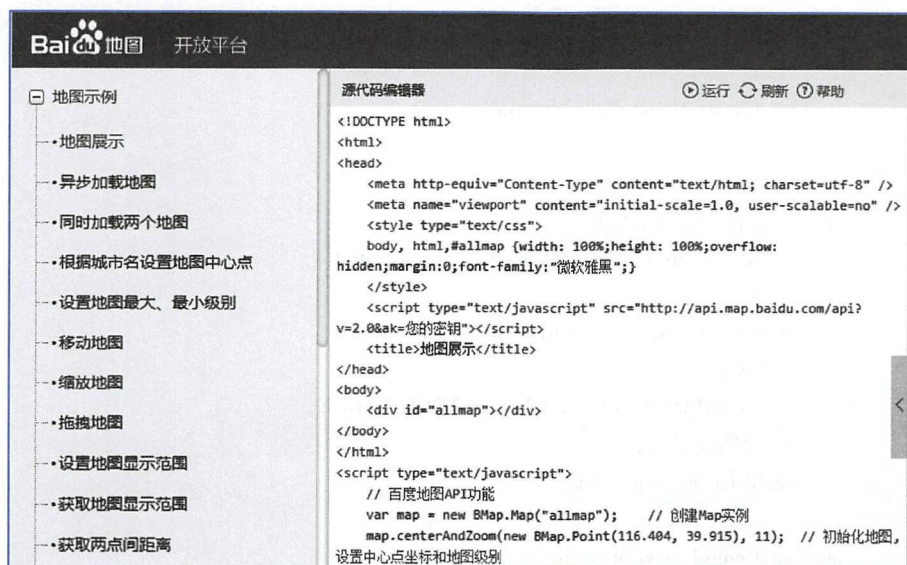 Bai du 地图 开放平台
地图示例
·地图展示
·异步加载地图
·同时加载两个地图
·根据城市名设置地图中心点
·设置地图最大、最小级别
·移动地图
·缩放地图
·拖拽地图
·设置地图显示范围
·获取地图显示范围
·获取两点间距离
源代码编辑器 运行 刷新 帮助
<!DOCTYPE html>
<html>
<head>
    <meta http-equiv="Content-Type" content="text/html; charset=utf-8" />
    <meta name="viewport" content="initial-scale=1.0, user-scalable=no" />
    <style type="text/css">
    body, html,#allmap {width: 100%;height: 100%;overflow:
hidden;margin:0;font-family:"微软雅黑";}
    </style>
    <script type="text/javascript" src="http://api.map.baidu.com/api?
v=2.0&ak=您的密钥"></script>
    <title>地图展示</title>
</head>
<body>
    <div id="allmap"></div>
</body>
</html>
<script type="text/javascript">
    // 百度地图API功能
    var map = new BMap.Map("allmap");    // 创建Map实例
    map.centerAndZoom(new BMap.Point(116.404, 39.915), 11);  // 初始化地图,
设置中心点坐标和地图级别